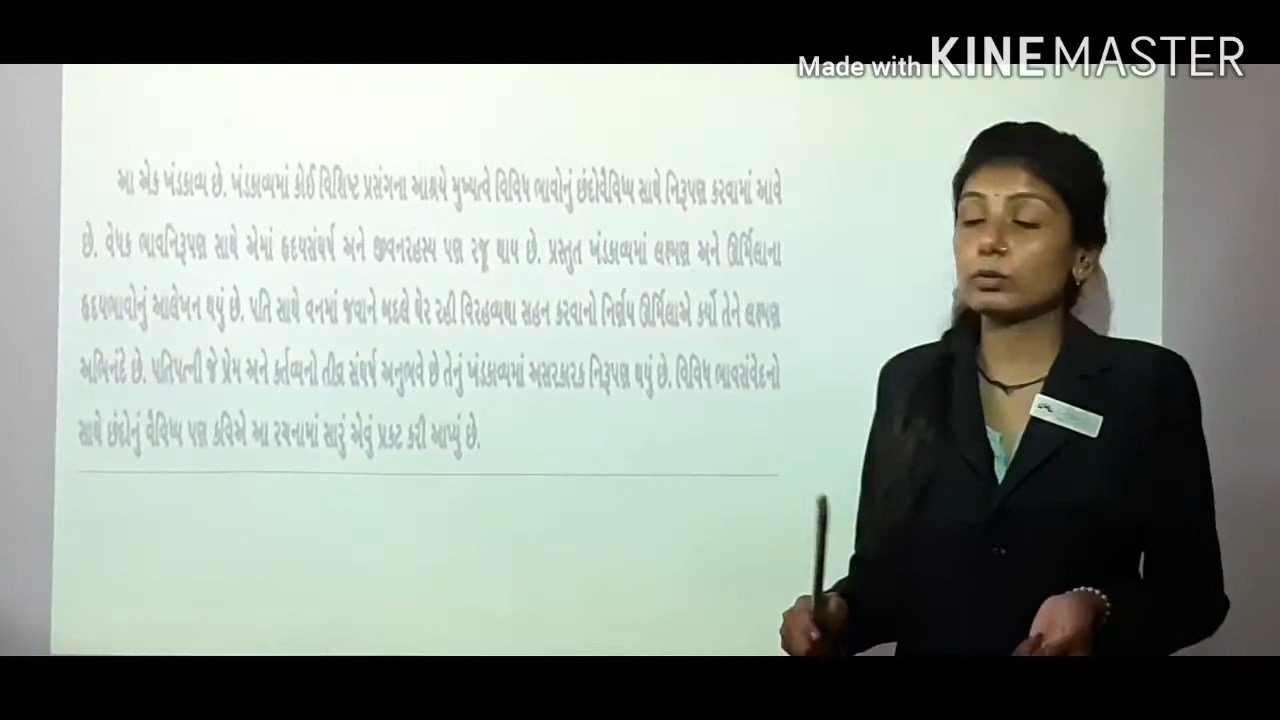 Made with KINEMASTER
આ એક ખંડકાવ્ય છે. ખંડકાવ્યમાં કોઈ વિશિષ્ટ પ્રસંગના આશ્રયે મુખ્યત્વે વિવિધ ભાવોનું છંદોવૈવિધ્ય સાથે નિરૂપણ કરવામાં આવે
છે. વેધક ભાવનિરૂપણ સાથે એમાં હૃદયસંઘર્ષ અને જીવનરહસ્ય પણ રજૂ થાય છે. પ્રસ્તુત ખંડકાવ્યમાં લક્ષ્મણ અને ઊર્મિલાના
હૃદયભાવોનું આલેખન થયું છે. પતિ સાથે વનમાં જવાને બદલે ઘેર રહી વિરહવ્યથા સહન કરવાનો નિર્ણય ઊર્મિલાએ કર્યો તેને લક્ષ્મણ
અભિનંદે છે. પતિપત્ની જે પ્રેમ અને કર્તવ્યનો તીવ્ર સંઘર્ષ અનુભવે છે તેનું ખંડકાવ્યમાં અસરકારક નિરૂપણ થયું છે. વિવિધ ભાવસંવેદનો
સાથે છંદોનું વૈવિધ્ય પણ કવિએ આ રચનામાં સારું એવું પ્રકટ કરી આપ્યું છે.